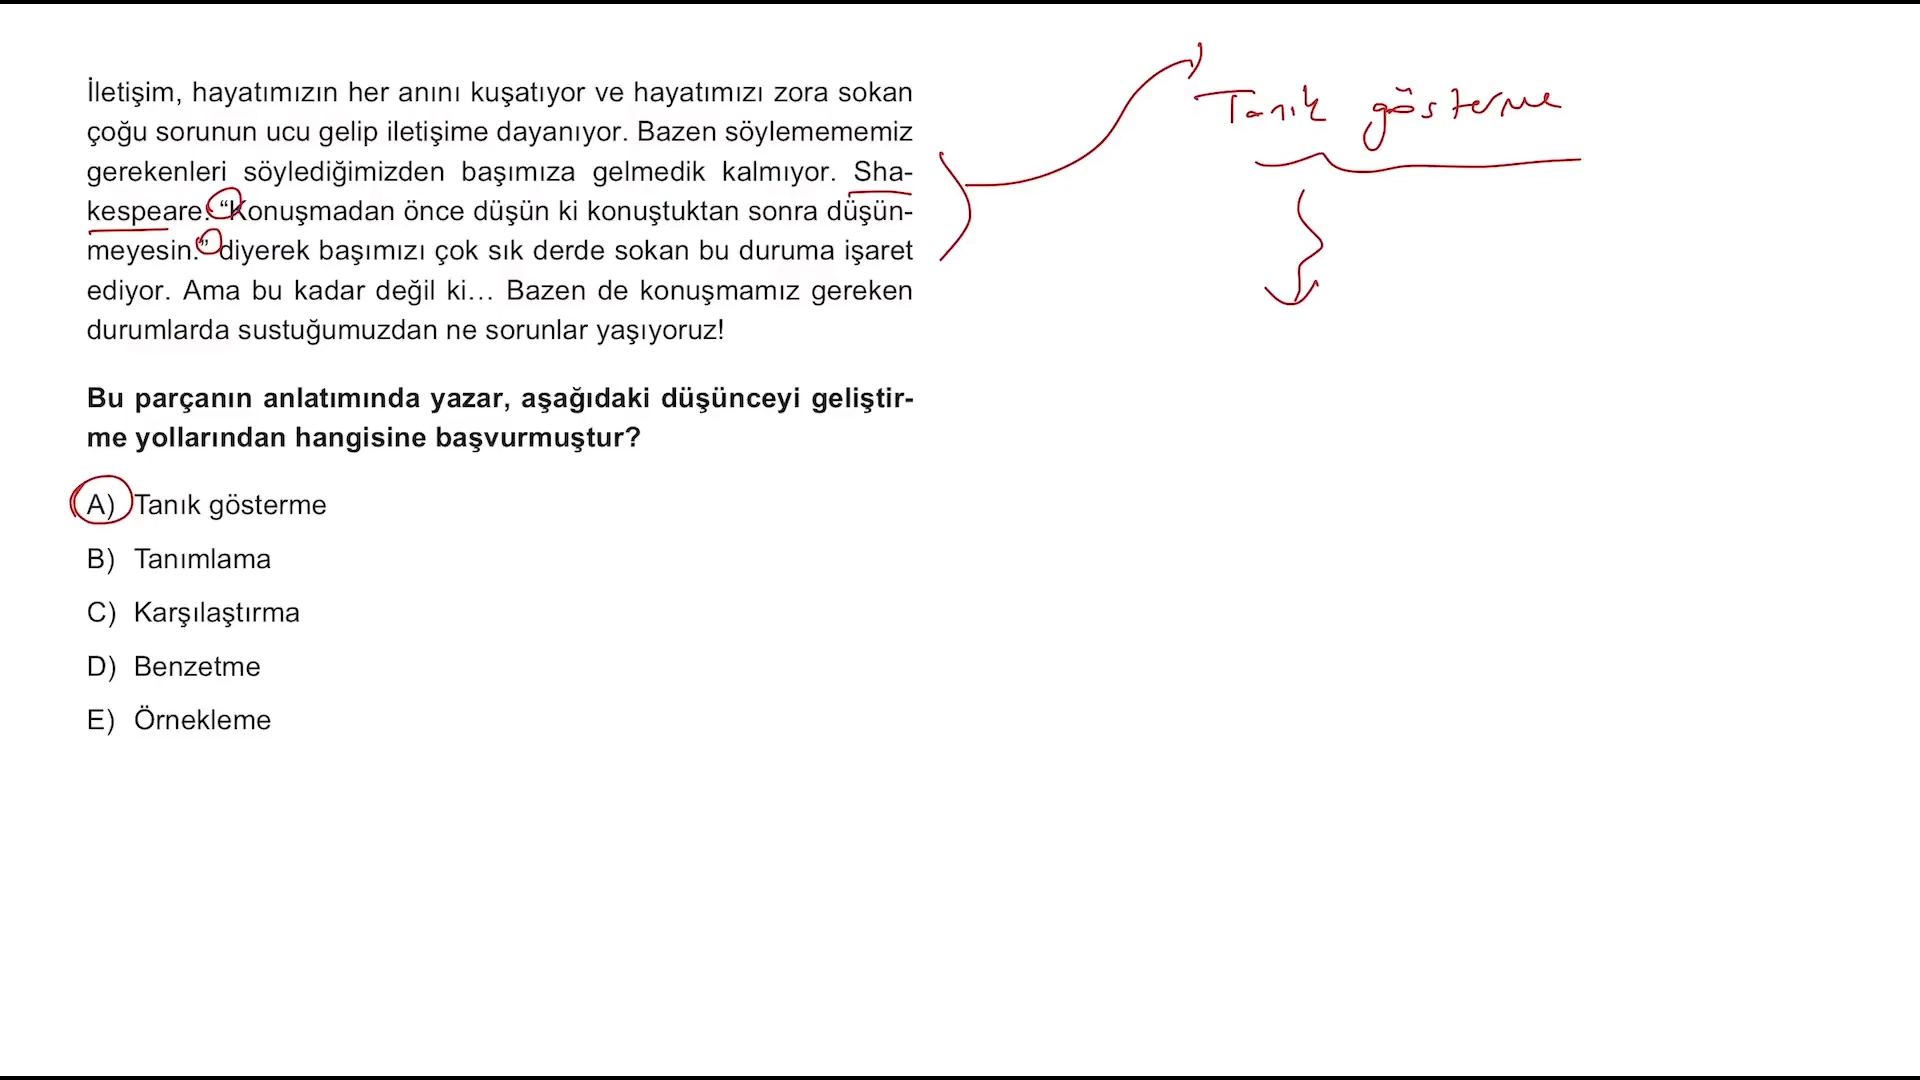 İletişim, hayatımızın her anını kuşatıyor ve hayatımızı zora sokan
çoğu sorunun ucu gelip iletişime dayanıyor. Bazen söylemememiz
gerekenleri söylediğimizden başımıza gelmedik kalmıyor. Sha-
kespeare: “Konuşmadan önce düşün ki konuştuktan sonra düşün-
meyesin.” diyerek başımızı çok sık derde sokan bu duruma işaret
ediyor. Ama bu kadar değil ki... Bazen de konuşmamız gereken
durumlarda sustuğumuzdan ne sorunlar yaşıyoruz!
Bu parçanın anlatımında yazar, aşağıdaki düşünceyi geliştir-
me yollarından hangisine başvurmuştur?
A) Tanık gösterme
B) Tanımlama
C) Karşılaştırma
D) Benzetme
E) Örnekleme
Tanık gösterme